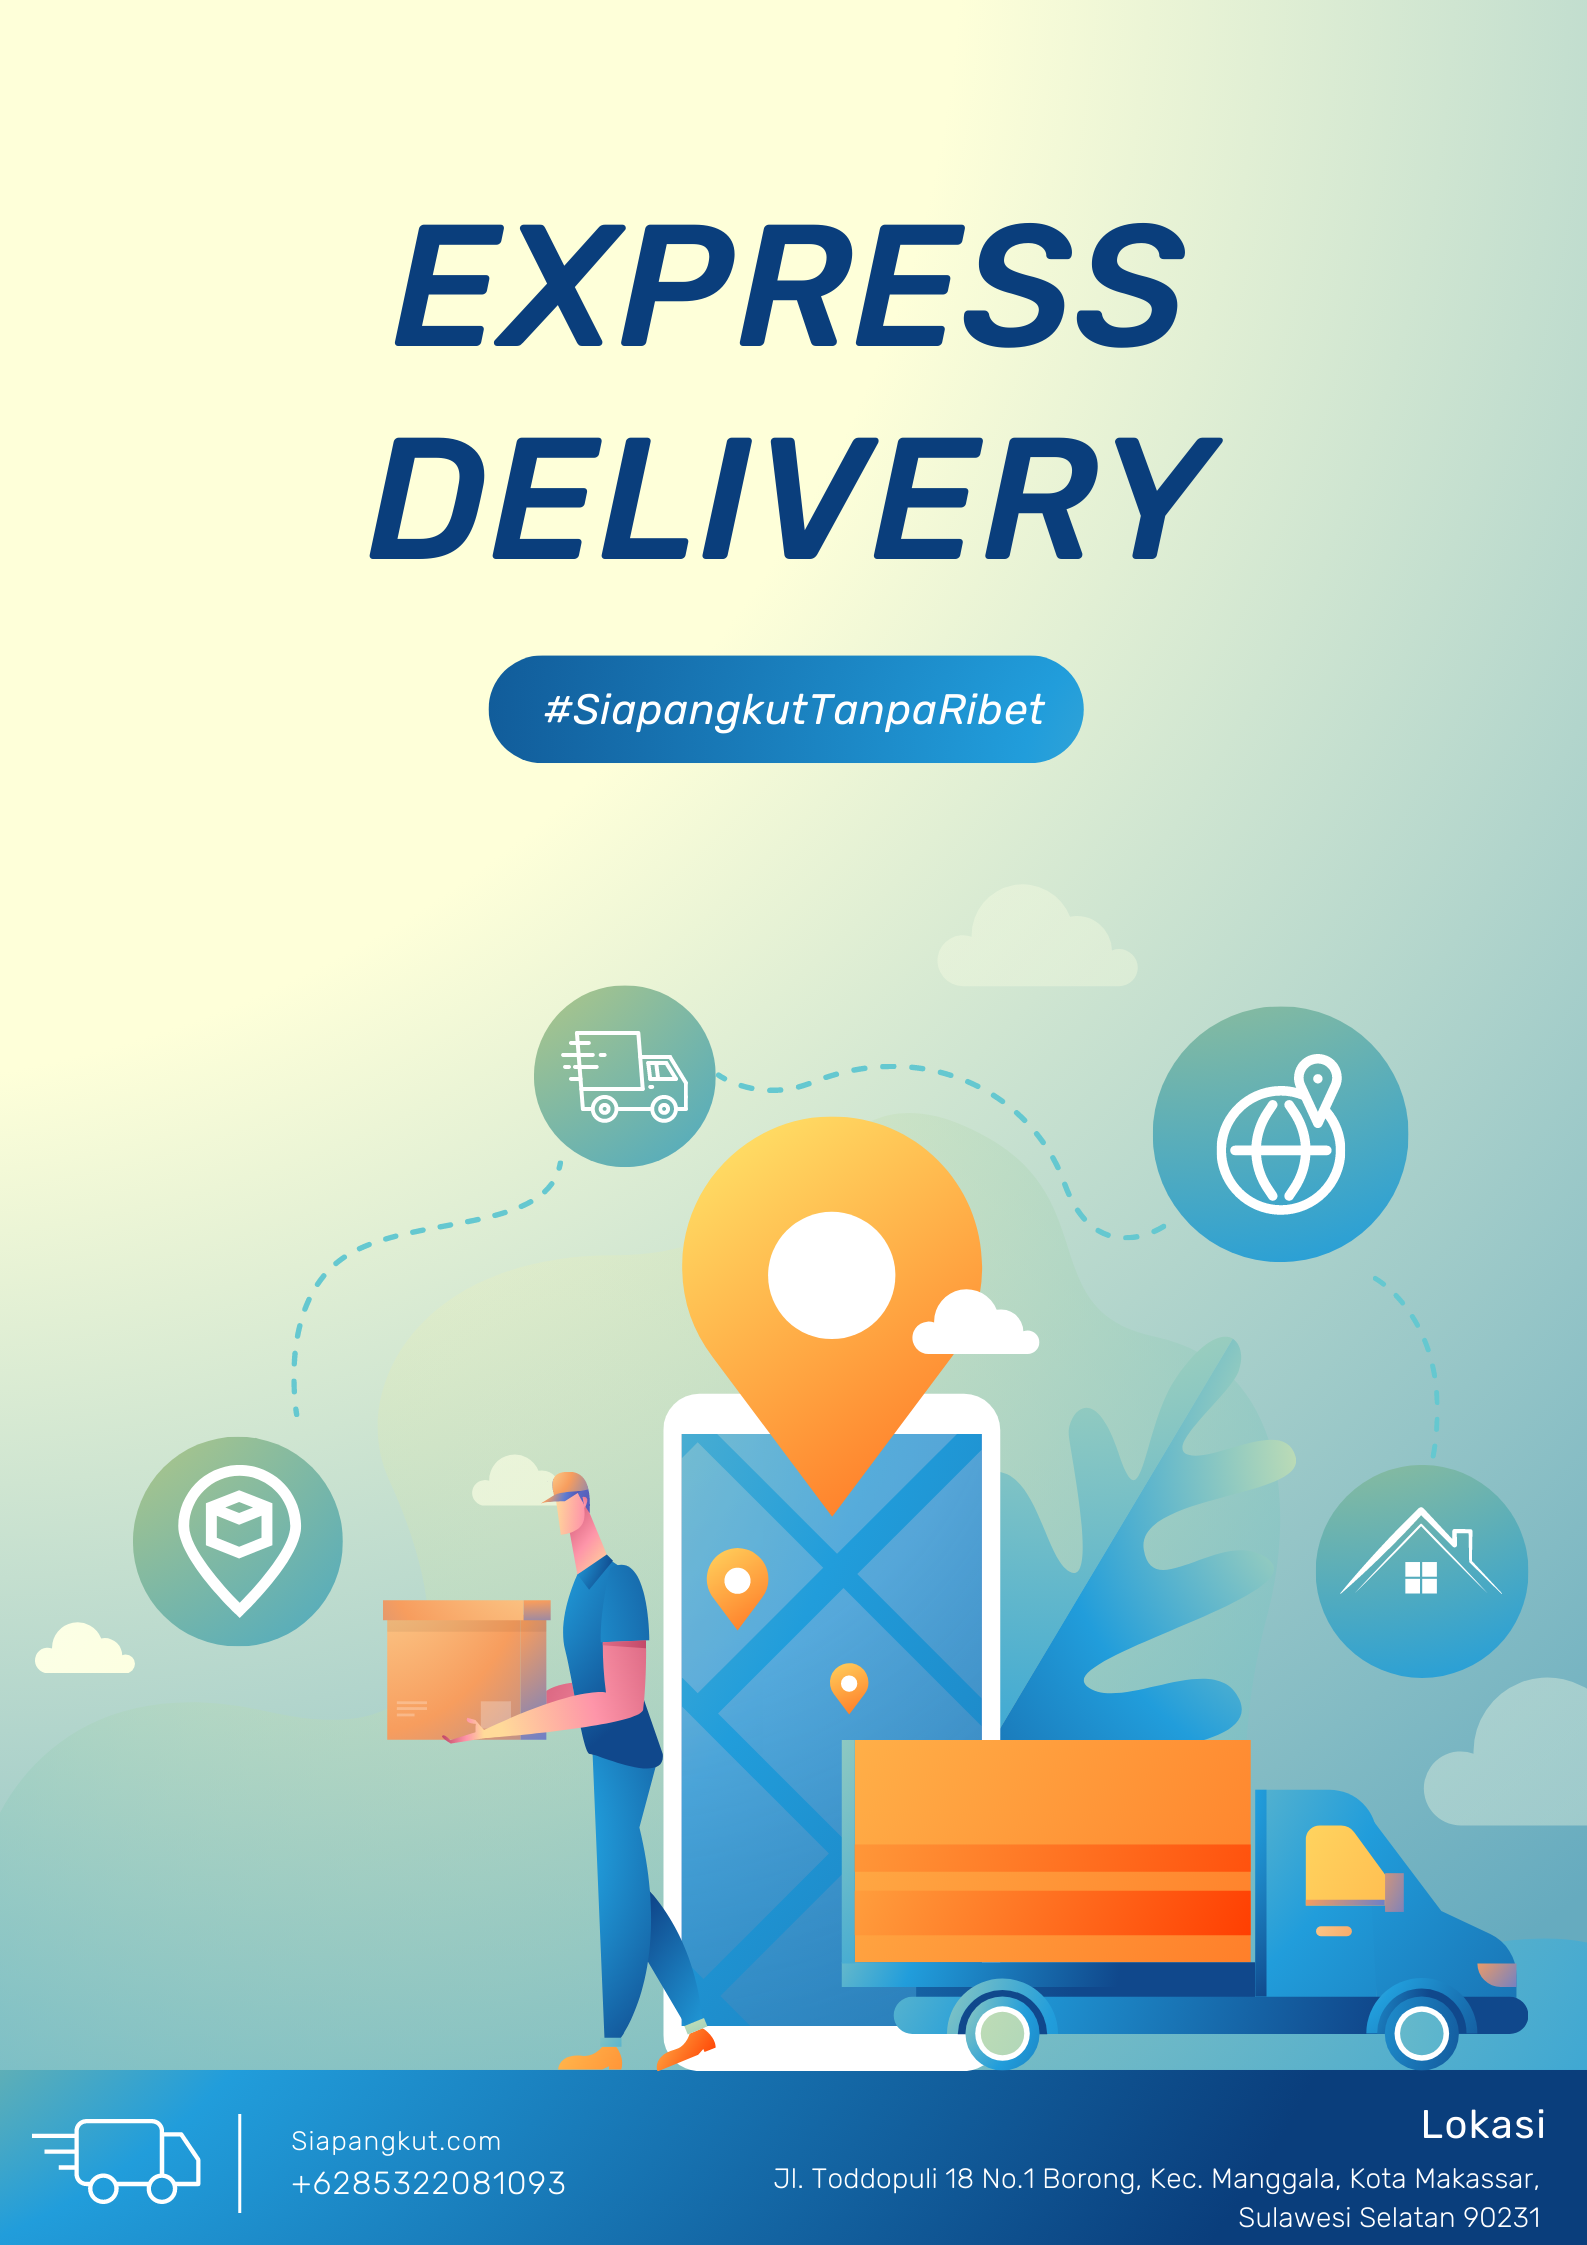 EXPRESS
DELIVERY
#SiapangkutTanpaRibet
Siapangkut.com
+6285322081093
Lokasi
Jl. Toddopuli 18 No.1 Borong, Kec. Manggala, Kota Makassar,
Sulawesi Selatan 90231